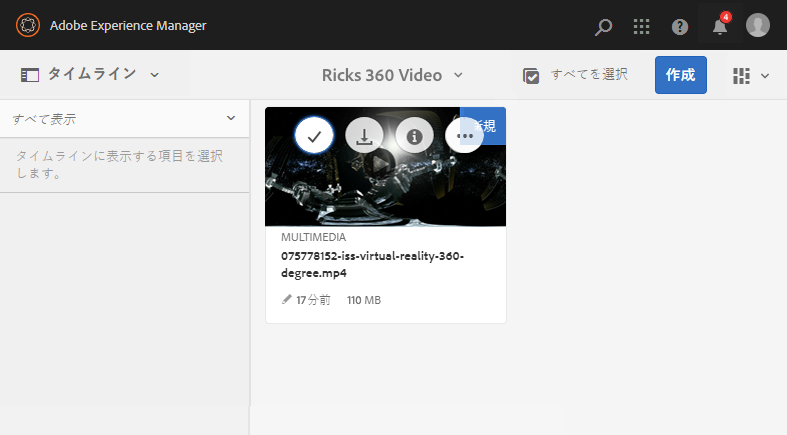 Adobe Experience Manager
4
タイムライン
Ricks 360 Video
すべてを選択
作成
すべて表示
タイムラインに表示する項目を選択
します。
規
MULTIMEDIA
075778152-iss-virtual-reality-360-
degree.mp4
17分前 110 MB